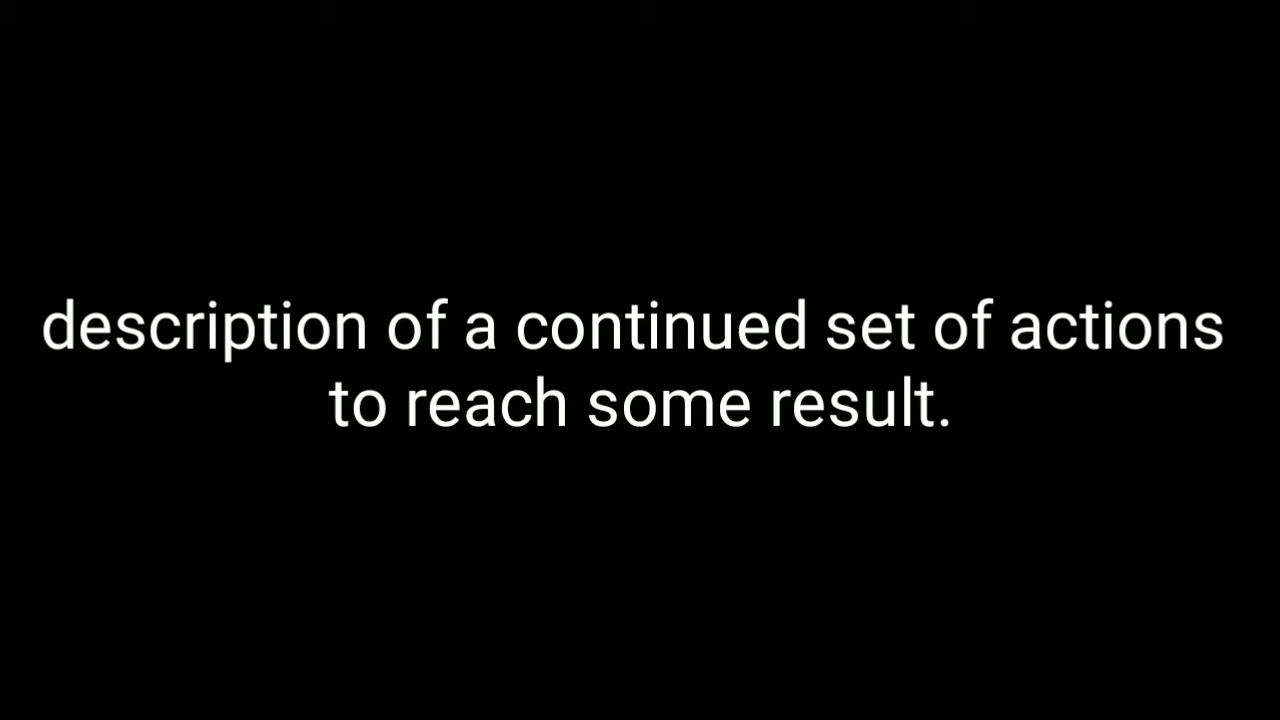 description of a continued set of actions
to reach some result.